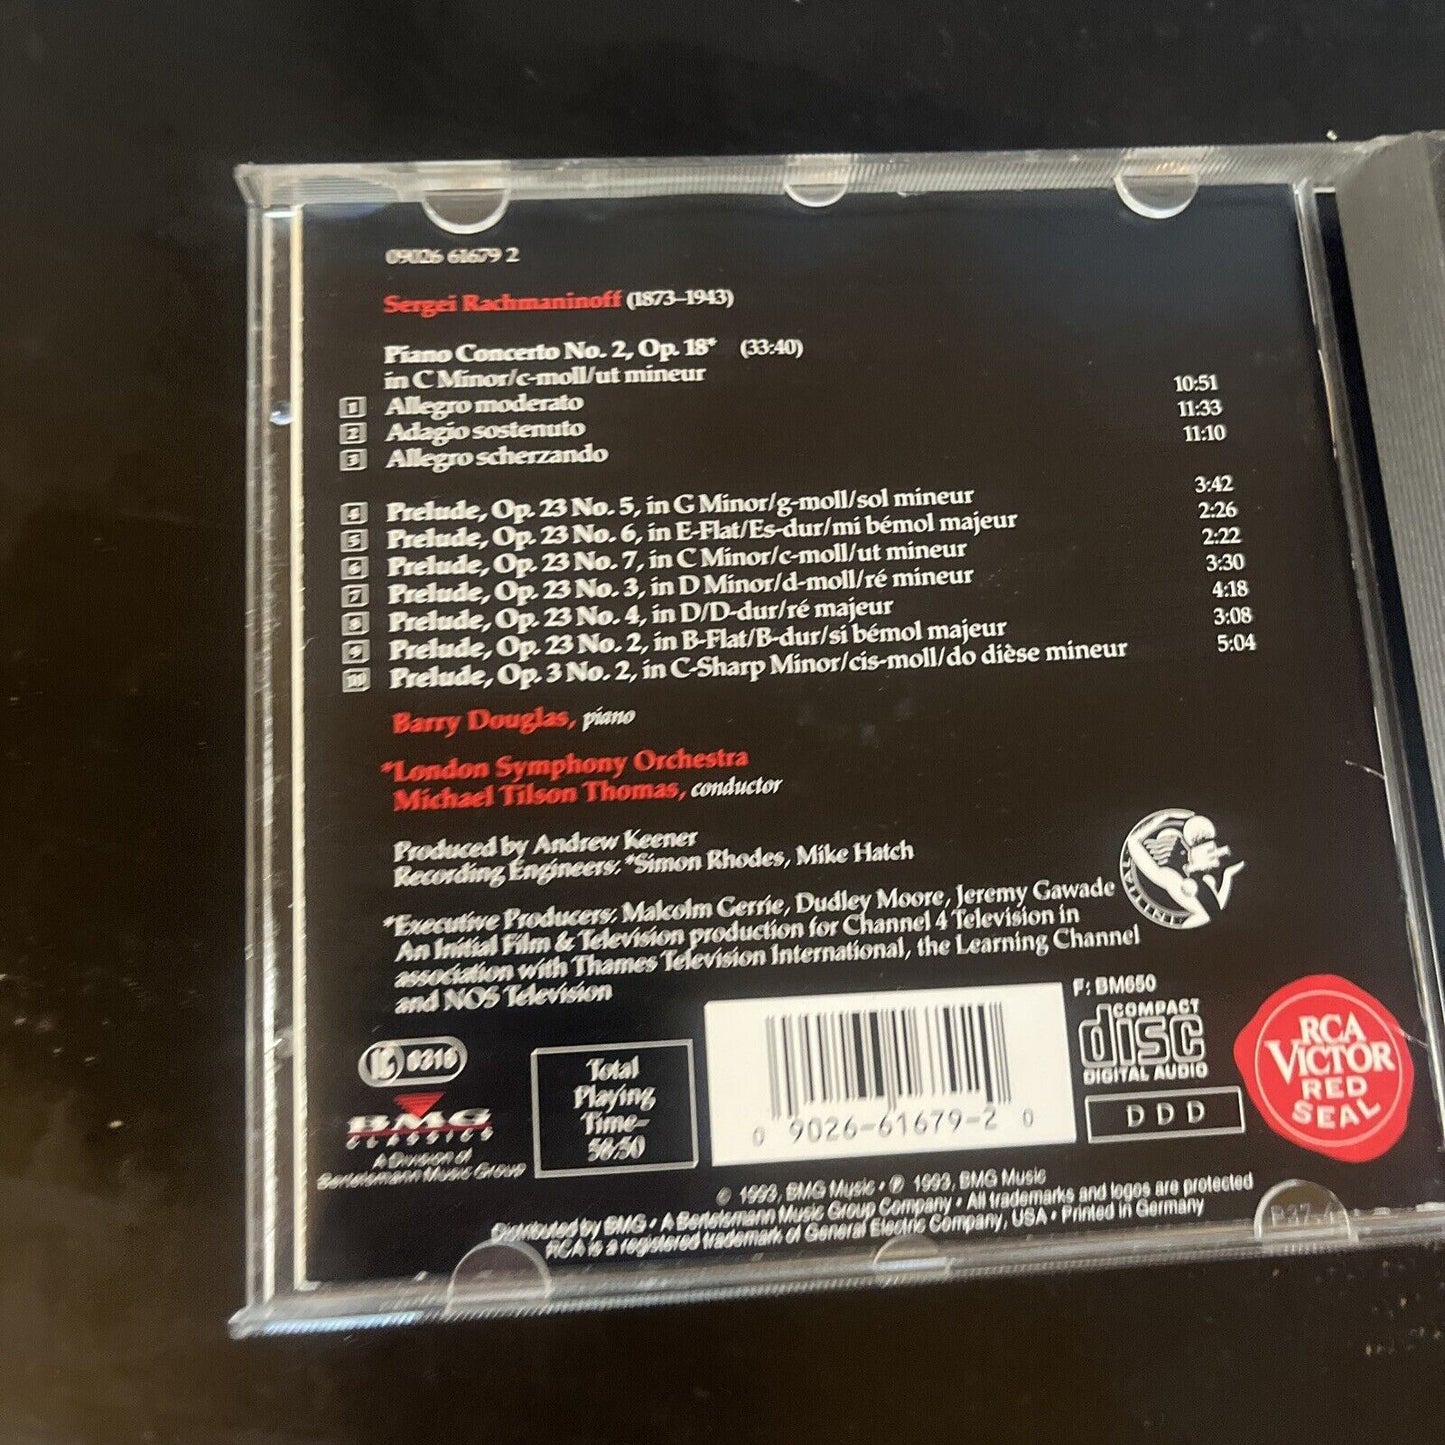 09026 61679 2
Sergei Rachmaninoff (1873–1943)
Piano Concerto No. 2, Op. 18* (33:40)
in C Minor/c-moll/ut mineur
1 Allegro moderato 10:51
2 Adagio sostenuto 11:33
3 Allegro scherzando 11:10
4 Prelude, Op. 23 No. 5, in G Minor/g-moll/sol mineur 3:42
5 Prelude, Op. 23 No. 6, in E-Flat/Es-dur/mi bémol majeur 2:26
6 Prelude, Op. 23 No. 7, in C Minor/c-moll/ut mineur 2:22
7 Prelude, Op. 23 No. 3, in D Minor/d-moll/ré mineur 3:30
8 Prelude, Op. 23 No. 4, in D/D-dur/ré majeur 4:18
9 Prelude, Op. 23 No. 2, in B-Flat/B-dur/si bémol majeur 3:08
10 Prelude, Op. 3 No. 2, in C-Sharp Minor/cis-moll/do dièse mineur 5:04
Barry Douglas, piano
*London Symphony Orchestra
Michael Tilson Thomas, conductor
Produced by Andrew Keener
Recording Engineers: *Simon Rhodes, Mike Hatch
*Executive Producers: Malcolm Gerrie, Dudley Moore, Jeremy Gawade
An Initial Film & Television production for Channel 4 Television in
association with Thames Television International, the Learning Channel
and NOS Television
INITIAL
LC 0316
BMG
CLASSICS
A Division of
Bertelsmann Music Group
Total
Playing
Time–
58:50
0 9026-61679-2 0
F: BM650
COMPACT
disc
DIGITAL AUDIO
D D D
RCA
VICTOR
RED
SEAL
© 1993, BMG Music • ℗ 1993, BMG Music
Distributed by BMG • A Bertelsmann Music Group Company • All trademarks and logos are protected
RCA is a registered trademark of General Electric Company, USA • Printed in Germany